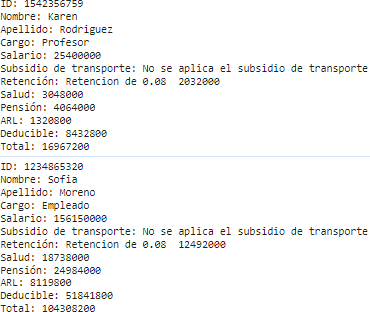 ID: 1542356759
Nombre: Karen
Apellido: Rodriguez
Cargo: Profesor
Salario: 25400000
Subsidio de transporte: No se aplica el subsidio de transporte
Retención: Retencion de 0.08  2032000
Salud: 3048000
Pensión: 4064000
ARL: 1320800
Deducible: 8432800
Total: 16967200
ID: 1234865320
Nombre: Sofia
Apellido: Moreno
Cargo: Empleado
Salario: 156150000
Subsidio de transporte: No se aplica el subsidio de transporte
Retención: Retencion de 0.08  12492000
Salud: 18738000
Pensión: 24984000
ARL: 8119800
Deducible: 51841800
Total: 104308200